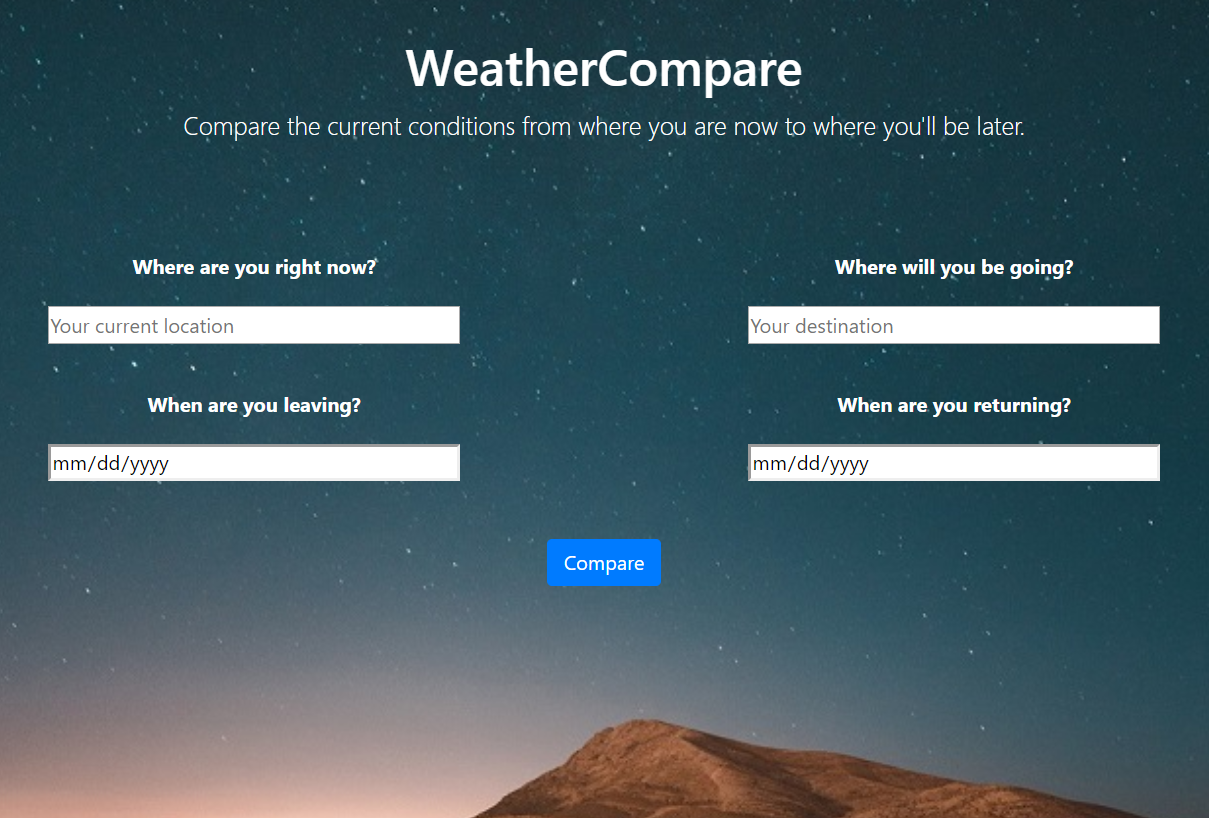 WeatherCompare
Compare the current conditions from where you are now to where you'll be later.
Where are you right now?
Where will you be going?
Your current location
Your destination
When are you leaving?
When are you returning?
mm/dd/yyyy
mm/dd/yyyy
Compare